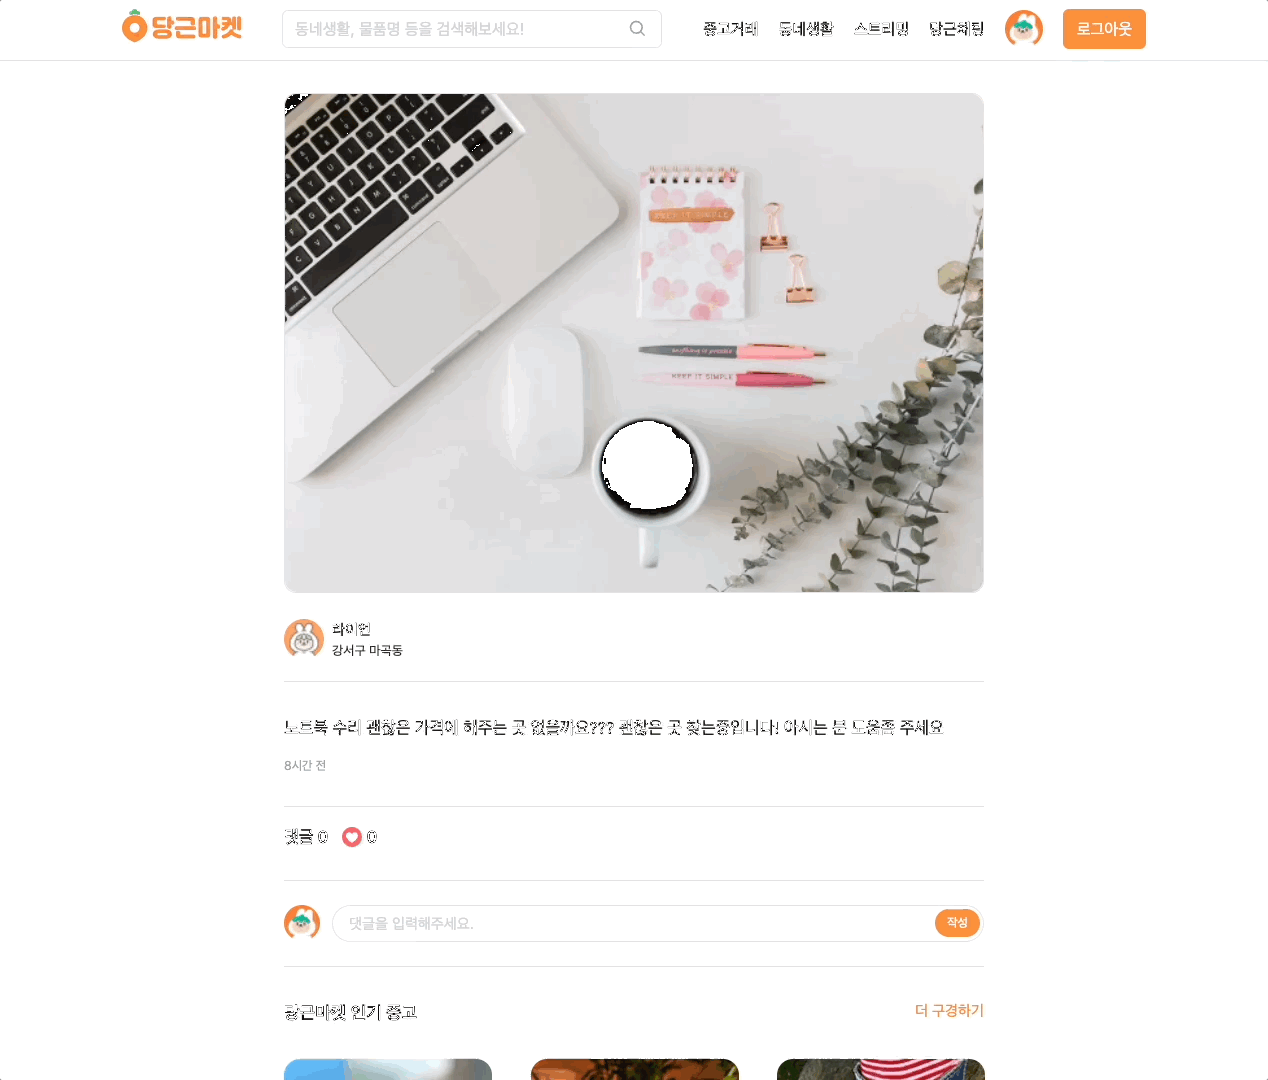 당근마켓
동네생활, 물품명 등을 검색해보세요!
중고거래 동네생활 스트리밍 당근채팅
로그아웃
KEEP IT SIMPLE
anything is possible
KEEP IT SIMPLE
라이언
강서구 마곡동
노트북 수리 괜찮은 가격에 해주는 곳 없을까요??? 괜찮은 곳 찾는중입니다! 아시는 분 도움좀 주세요
8시간 전
댓글 0 0
댓글을 입력해주세요.
작성
당근마켓 인기 중고
더 구경하기